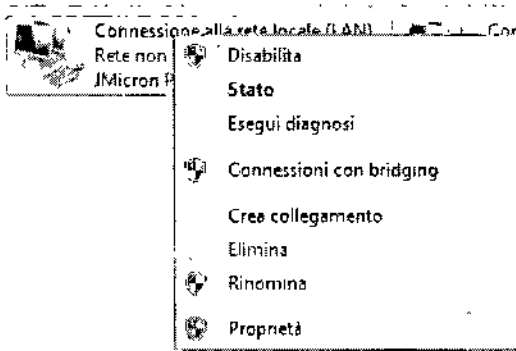 Connessione alla rete locale (LAN) Con
Rete non
JMicron P
Disabilita
Stato
Esegui diagnosi
Connessioni con bridging
Crea collegamento
Elimina
Rinomina
Proprietà